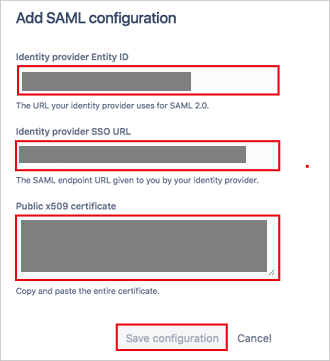 Add SAML configuration
Identity provider Entity ID
The URL your identity provider uses for SAML 2.0.
Identity provider SSO URL
The SAML endpoint URL given to you by your identity provider.
Public x509 certificate
Copy and paste the entire certificate.
Save configuration
Cancel